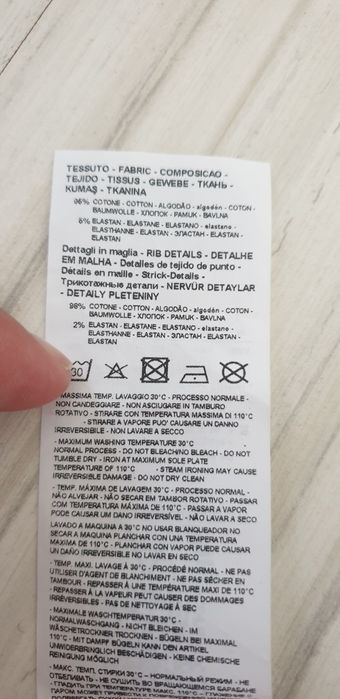 TESSUTO - FABRIC - COMPOSICAO -
TEJIDO - TISSUS - GEWEBE - ТКАНЬ -
KUMAŞ - TKANINA
95% COTONE - COTTON - ALGODÃO - algodón - COTON -
BAUMWOLLE - ХЛОПОК - PAMUK - BAVLNA
5% ELASTAN - ELASTANE - ELASTANO - elastano -
ELASTHANNE - ELASTAN - ЭЛАСТАН - ELASTAN -
ELASTAN
Dettagli in maglia - RIB DETAILS - DETALHE
EM MALHA - Detalles de tejido de punto -
Détails en maille - Strick-Details -
Трикотажные детали - NERVÜR DETAYLAR
- DETAILY PLETENINY
98% COTONE - COTTON - ALGODÃO - algodón - COTON -
BAUMWOLLE - ХЛОПОК - PAMUK - BAVLNA
2% ELASTAN - ELASTANE - ELASTANO - elastano -
ELASTHANNE - ELASTAN - ЭЛАСТАН - ELASTAN -
ELASTAN
30
MASSIMA TEMP. LAVAGGIO 30°C - PROCESSO NORMALE -
NON CANDEGGIARE - NON ASCIUGARE IN TAMBURO
ROTATIVO - STIRARE CON TEMPERATURA MASSIMA DI 110°C
- STIRARE A VAPORE PUO' CAUSARE UN DANNO
IRREVERSIBILE - NON LAVARE A SECCO
- MAXIMUM WASHING TEMPERATURE 30°C
NORMAL PROCESS - DO NOT BLEACH/NO BLEACH - DO NOT
TUMBLE DRY - IRON AT MAXIMUM SOLE PLATE
TEMPERATURE OF 110°C - STEAM IRONING MAY CAUSE
IRREVERSIBLE DAMAGE - DO NOT DRY CLEAN
- TEMP. MÁXIMA DE LAVAGEM 30°C - PROCESSO NORMAL -
NÃO ALVEJAR - NÃO SECAR EM TAMBOR ROTATIVO - PASSAR
COM TEMPERATURA MÁXIMA DE 110°C - PASSAR A VAPOR
PODE CAUSAR UM DANO IRREVERSÍVEL - NÃO LAVAR A SECO
LAVADO A MAQUINA A 30°C NO USAR BLANQUEADOR NO
SECAR A MAQUINA PLANCHAR CON UNA TEMPERATURA
MAXIMA DE 110°C - PLANCHAR CON VAPOR PUEDE CAUSAR
UN DAÑO IRREVERSIBLE NO LAVAR EN SECO
- TEMP. MAXI. LAVAGE À 30°C - PROCÉDÉ NORMAL - NE PAS
UTILISER D'AGENT DE BLANCHIMENT - NE PAS SÉCHER EN
TAMBOUR - REPASSER À UNE TEMPÉRATURE MAXI DE 110°C
- REPASSER À LA VAPEUR PEUT CAUSER DES DOMMAGES
IRRÉVERSIBLES - PAS DE NETTOYAGE À SEC
- MAXIMALE WASCHTEMPERATUR 30°C -
NORMALWASCHGANG - NICHT BLEICHEN - IM
WÄSCHETROCKNER TROCKNEN - BÜGELN BEI MAXIMAL
110°C - MIT DAMPF BÜGELN KANN DEN ARTIKEL
UNWIDERBRINGLICH BESCHÄDIGEN - KEINE CHEMISCHE
REINIGUNG MÖGLICH
- МАКС. ТЕМП. СТИРКИ 30°C - НОРМАЛЬНЫЙ РЕЖИМ - НЕ
ОТБЕЛИВАТЬ - НЕ СУШИТЬ ВО ВРАЩАЮЩЕМСЯ БАРАБАНЕ